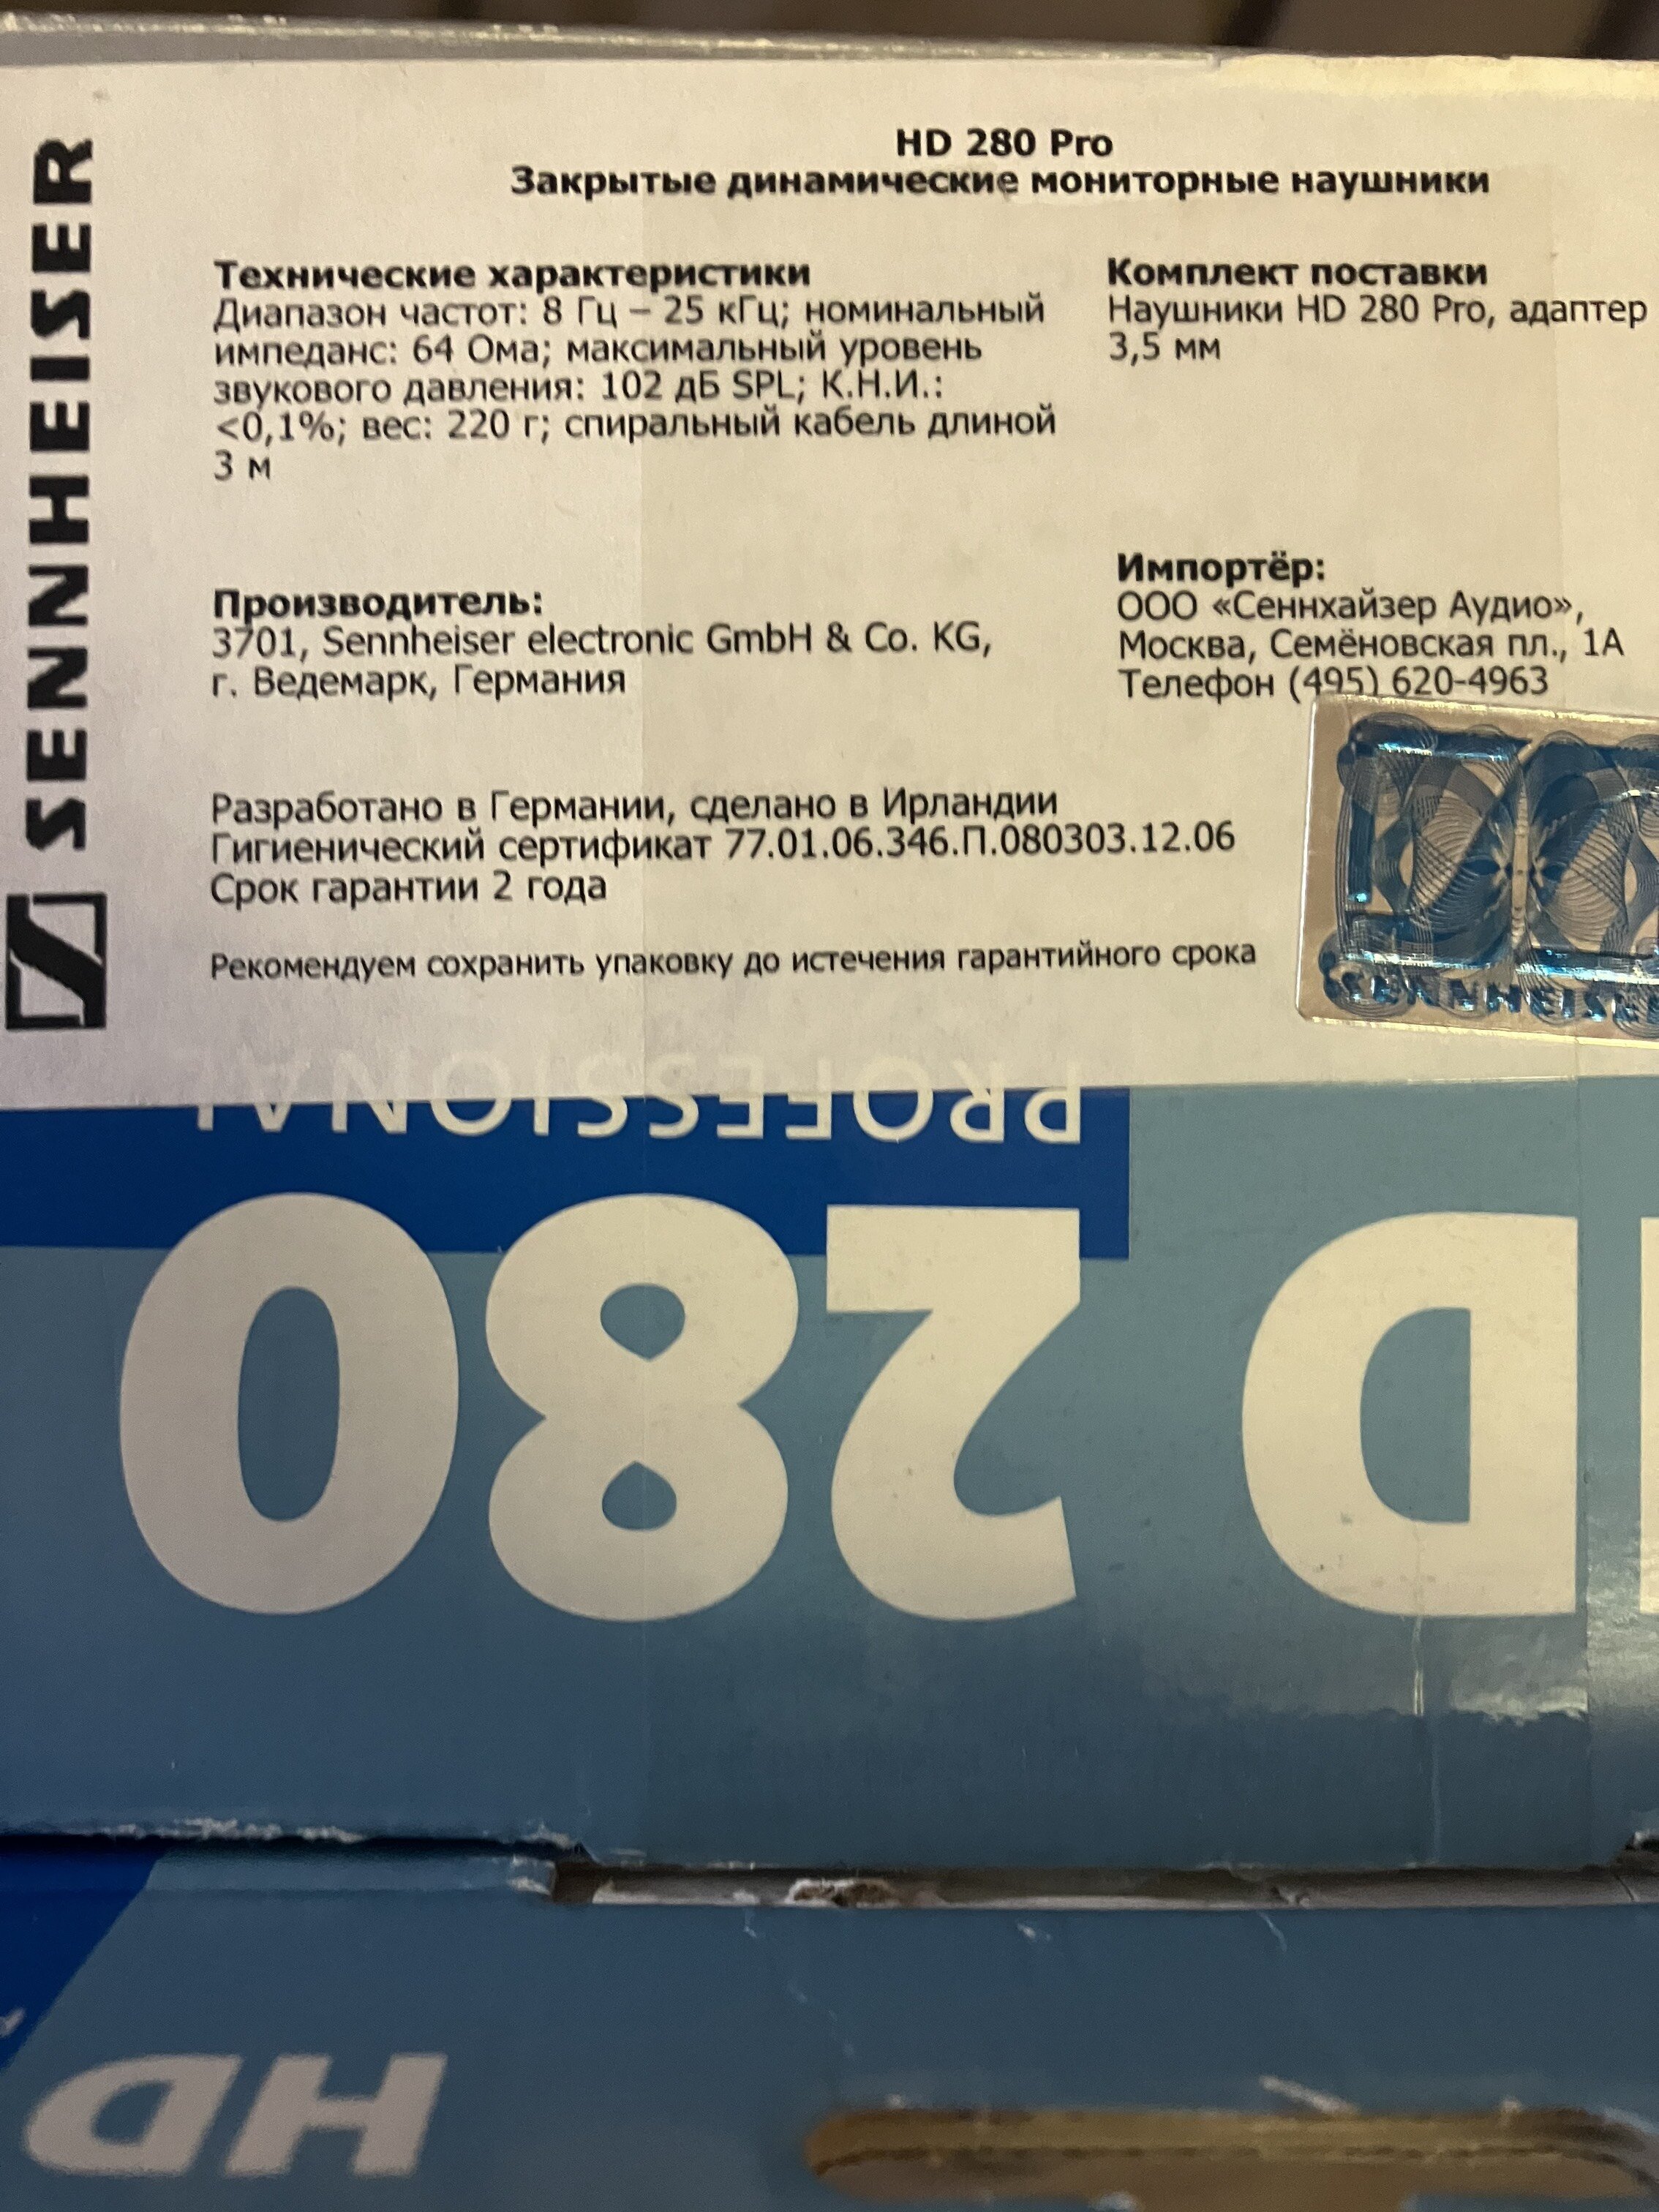 SENNHEISER
HD 280 Pro
Закрытые динамические мониторные наушники
Технические характеристики
Диапазон частот: 8 Гц – 25 кГц; номинальный
импеданс: 64 Ома; максимальный уровень
звукового давления: 102 дБ SPL; К.Н.И.:
<0,1%; вес: 220 г; спиральный кабель длиной
3 м
Комплект поставки
Наушники HD 280 Pro, адаптер
3,5 мм
Производитель:
3701, Sennheiser electronic GmbH & Co. KG,
г. Ведемарк, Германия
Импортёр:
ООО «Сеннхайзер Аудио»,
Москва, Семёновская пл., 1А
Телефон (495) 620-4963
Разработано в Германии, сделано в Ирландии
Гигиенический сертификат 77.01.06.346.П.080303.12.06
Срок гарантии 2 года
Рекомендуем сохранить упаковку до истечения гарантийного срока
SENNHEISER
PROFESSIONAL
HD 280
HD